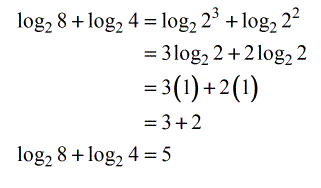 log₂ 8 + log₂ 4 = log₂ 2³ + log₂ 2²
= 3 log₂ 2 + 2 log₂ 2
= 3(1) + 2(1)
= 3 + 2
log₂ 8 + log₂ 4 = 5